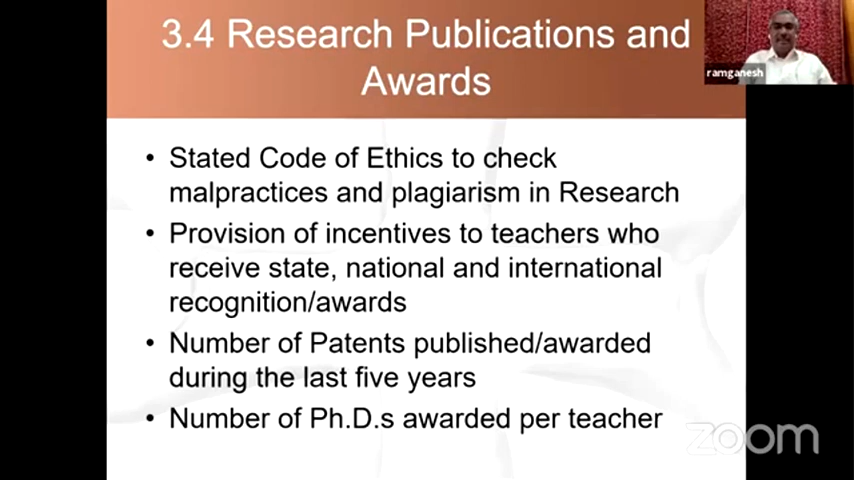 3.4 Research Publications and
Awards
ramganesh
• Stated Code of Ethics to check
malpractices and plagiarism in Research
• Provision of incentives to teachers who
receive state, national and international
recognition/awards
• Number of Patents published/awarded
during the last five years
• Number of Ph.D.s awarded per teacher
zoom